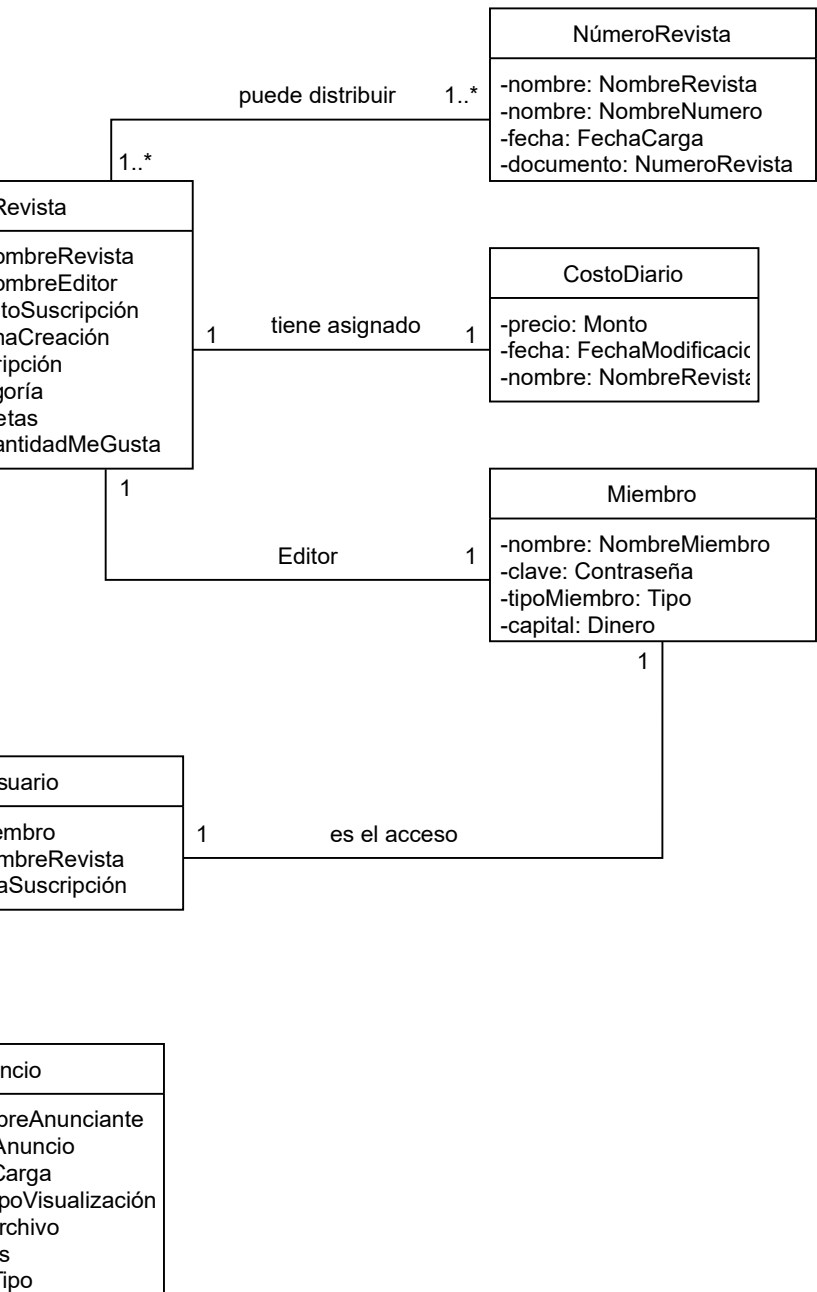 NúmeroRevista
-nombre: NombreRevista
-nombre: NombreNumero
-fecha: FechaCarga
-documento: NumeroRevista
puede distribuir
1..*
1..*
Revista
ombreRevista
ombreEditor
toSuscripción
haCreación
ripción
goría
etas
antidadMeGusta
1
tiene asignado
1
CostoDiario
-precio: Monto
-fecha: FechaModificacio
-nombre: NombreRevista
1
Editor
1
Miembro
-nombre: NombreMiembro
-clave: Contraseña
-tipoMiembro: Tipo
-capital: Dinero
1
suario
embro
mbreRevista
aSuscripción
1
es el acceso
ncio
breAnunciante
Anuncio
Carga
poVisualización
rchivo
s
Tipo